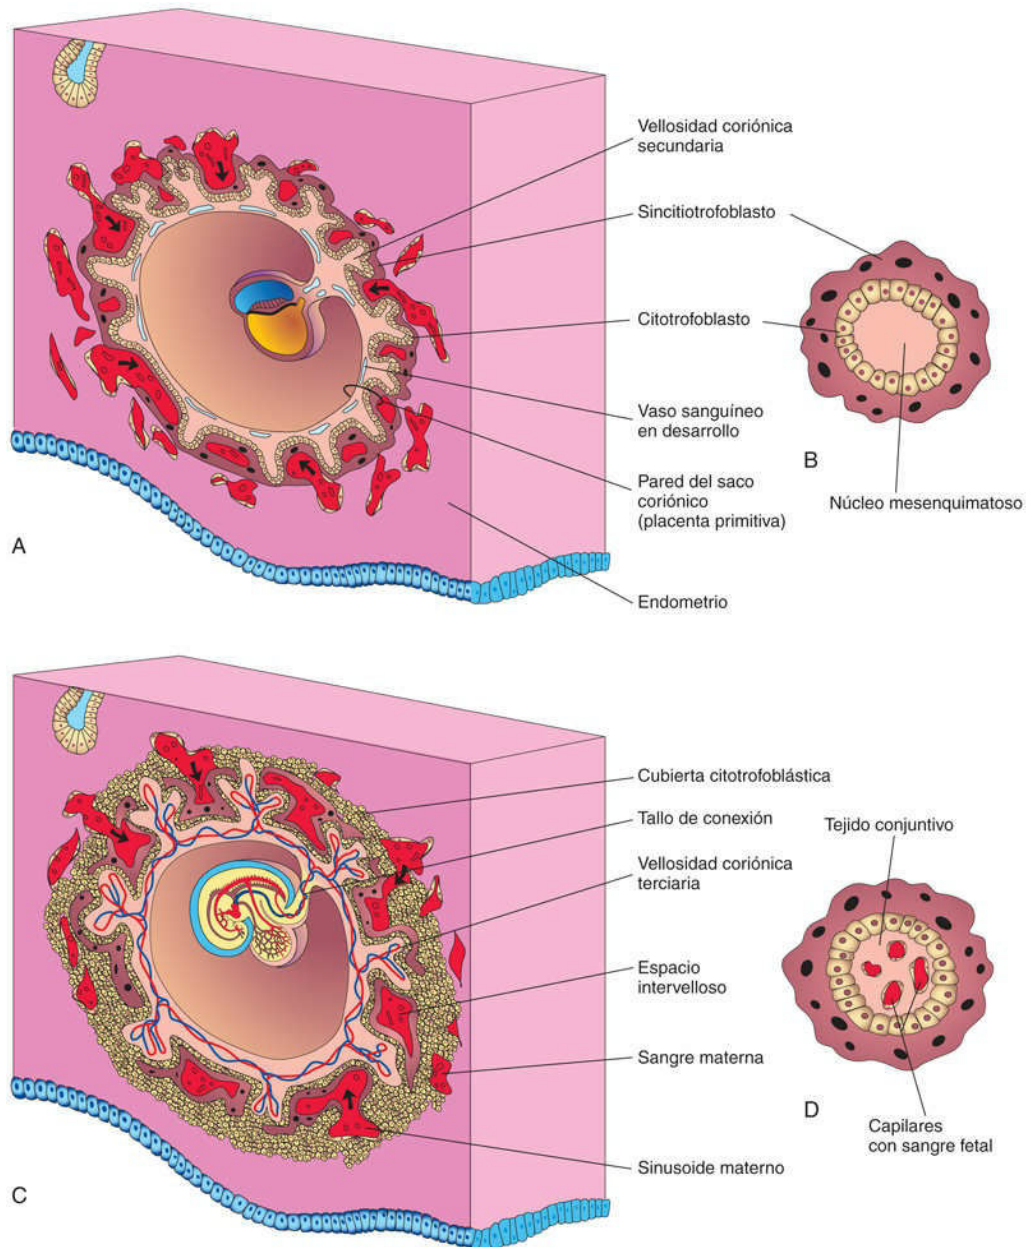 Vellosidad coriónica
secundaria
Sincitiotrofoblasto
Citotrofoblasto
Vaso sanguíneo
en desarrollo
Pared del saco
coriónico
(placenta primitiva)
Endometrio
A
B
Núcleo mesenquimatoso
Cubierta citotrofoblástica
Tallo de conexión
Vellosidad coriónica
terciaria
Espacio
intervelloso
Sangre materna
Sinusoide materno
C
Tejido conjuntivo
D
Capilares
con sangre fetal